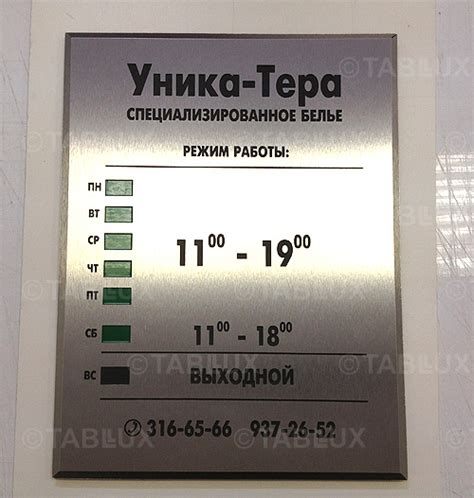 Уника-Тера
СПЕЦИАЛИЗИРОВАННОЕ БЕЛЬЕ
РЕЖИМ РАБОТЫ:
ПН
ВТ
СР
11⁰⁰ - 19⁰⁰
ЧТ
ПТ
СБ 11⁰⁰ - 18⁰⁰
ВС ВЫХОДНОЙ
✆ 316-65-66 937-26-52
©TABLLUX